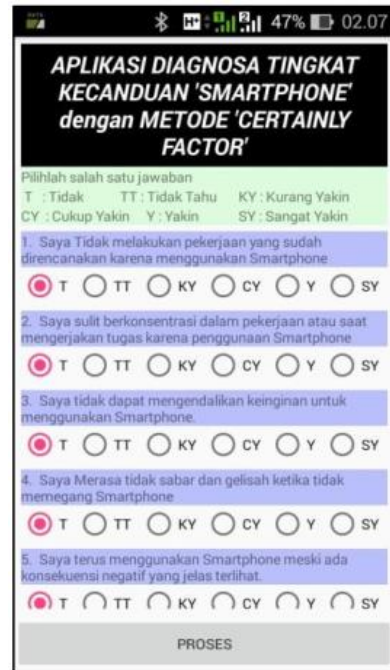 47% 02.07
APLIKASI DIAGNOSA TINGKAT
KECANDUAN 'SMARTPHONE'
dengan METODE 'CERTAINLY
FACTOR'
Pilihlah salah satu jawaban
T : Tidak TT : Tidak Tahu KY : Kurang Yakin
CY : Cukup Yakin Y : Yakin SY : Sangat Yakin
1. Saya Tidak melakukan pekerjaan yang sudah
direncanakan karena menggunakan Smartphone
T TT KY CY Y SY
2. Saya sulit berkonsentrasi dalam pekerjaan atau saat
mengerjakan tugas karena penggunaan Smartphone
T TT KY CY Y SY
3. Saya tidak dapat mengendalikan keinginan untuk
menggunakan Smartphone.
T TT KY CY Y SY
4. Saya Merasa tidak sabar dan gelisah ketika tidak
memegang Smartphone
T TT KY CY Y SY
5. Saya terus menggunakan Smartphone meski ada
konsekuensi negatif yang jelas terlihat.
T TT KY CY Y SY
PROSES